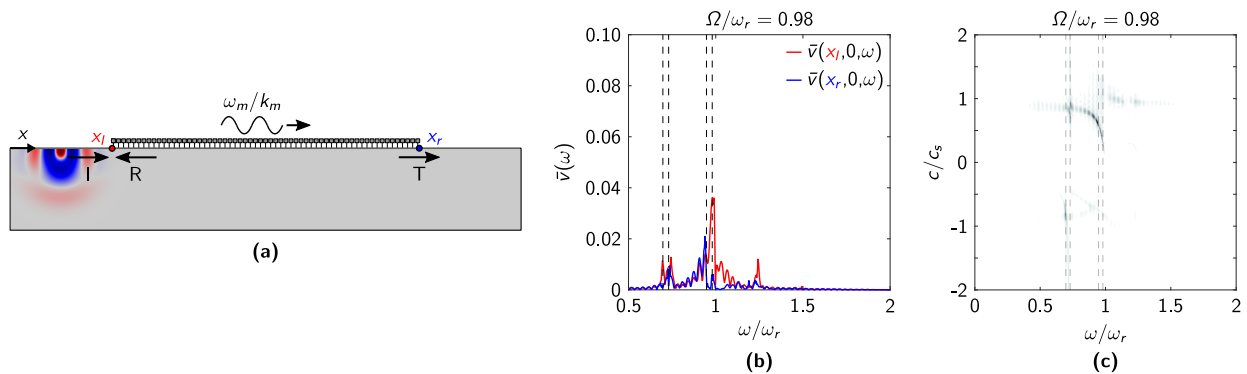 x
x_l
ω_m/k_m
x_r
I
R
T
(a)
Ω/ω_r = 0.98
v̄(x_l,0,ω)
v̄(x_r,0,ω)
v̄(ω)
0.10
0.08
0.06
0.04
0.02
0
0.5
1
1.5
2
ω/ω_r
(b)
Ω/ω_r = 0.98
c/c_s
2
1
0
-1
-2
0
0.5
1
1.5
2
ω/ω_r
(c)